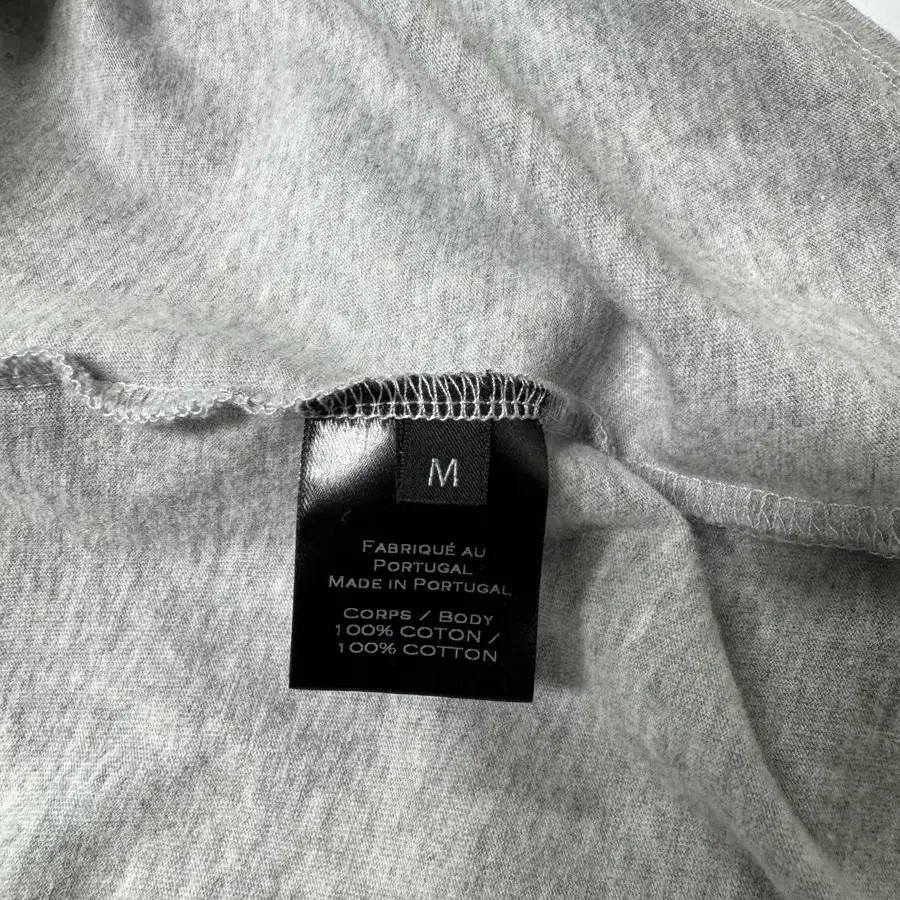 M
FABRIQUÉ AU
PORTUGAL
MADE IN PORTUGAL
CORPS / BODY
100% COTON /
100% COTTON